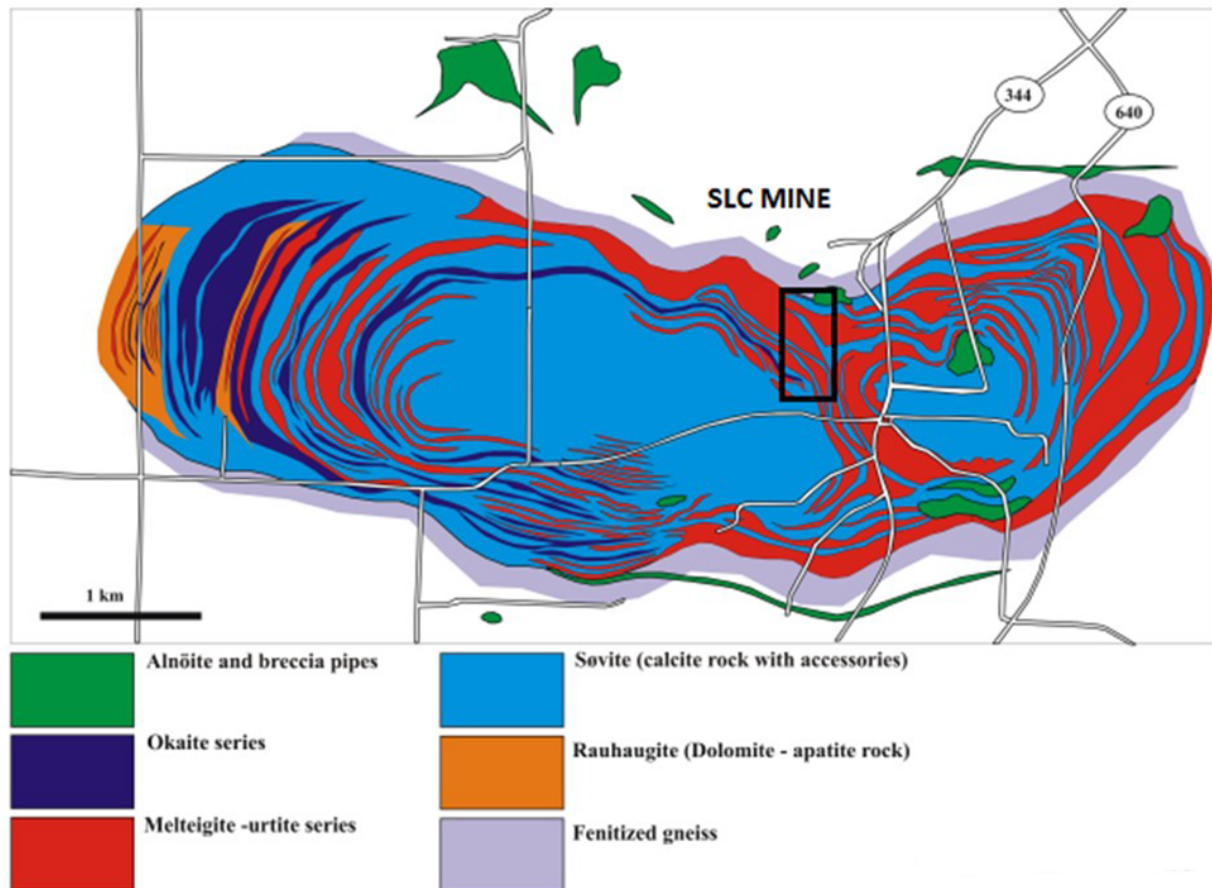 344
640
SLC MINE
1 km
Alnöite and breccia pipes
Søvite (calcite rock with accessories)
Okaite series
Rauhaugite (Dolomite - apatite rock)
Melteigite -urtite series
Fenitized gneiss